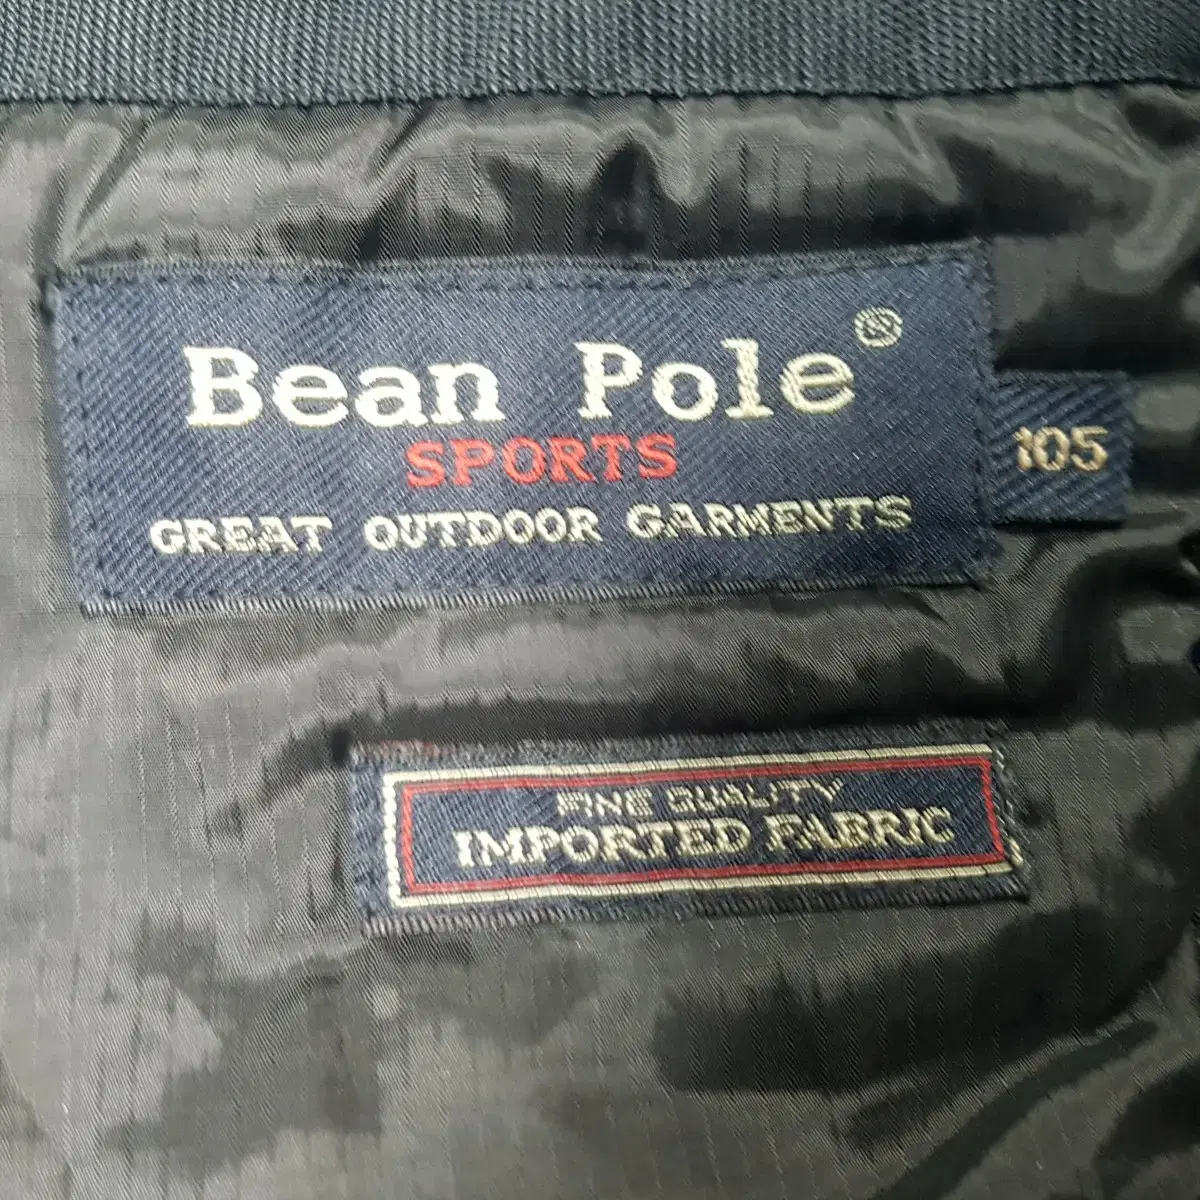 Bean Pole®
SPORTS
GREAT OUTDOOR GARMENTS
105
FINE QUALITY
IMPORTED FABRIC